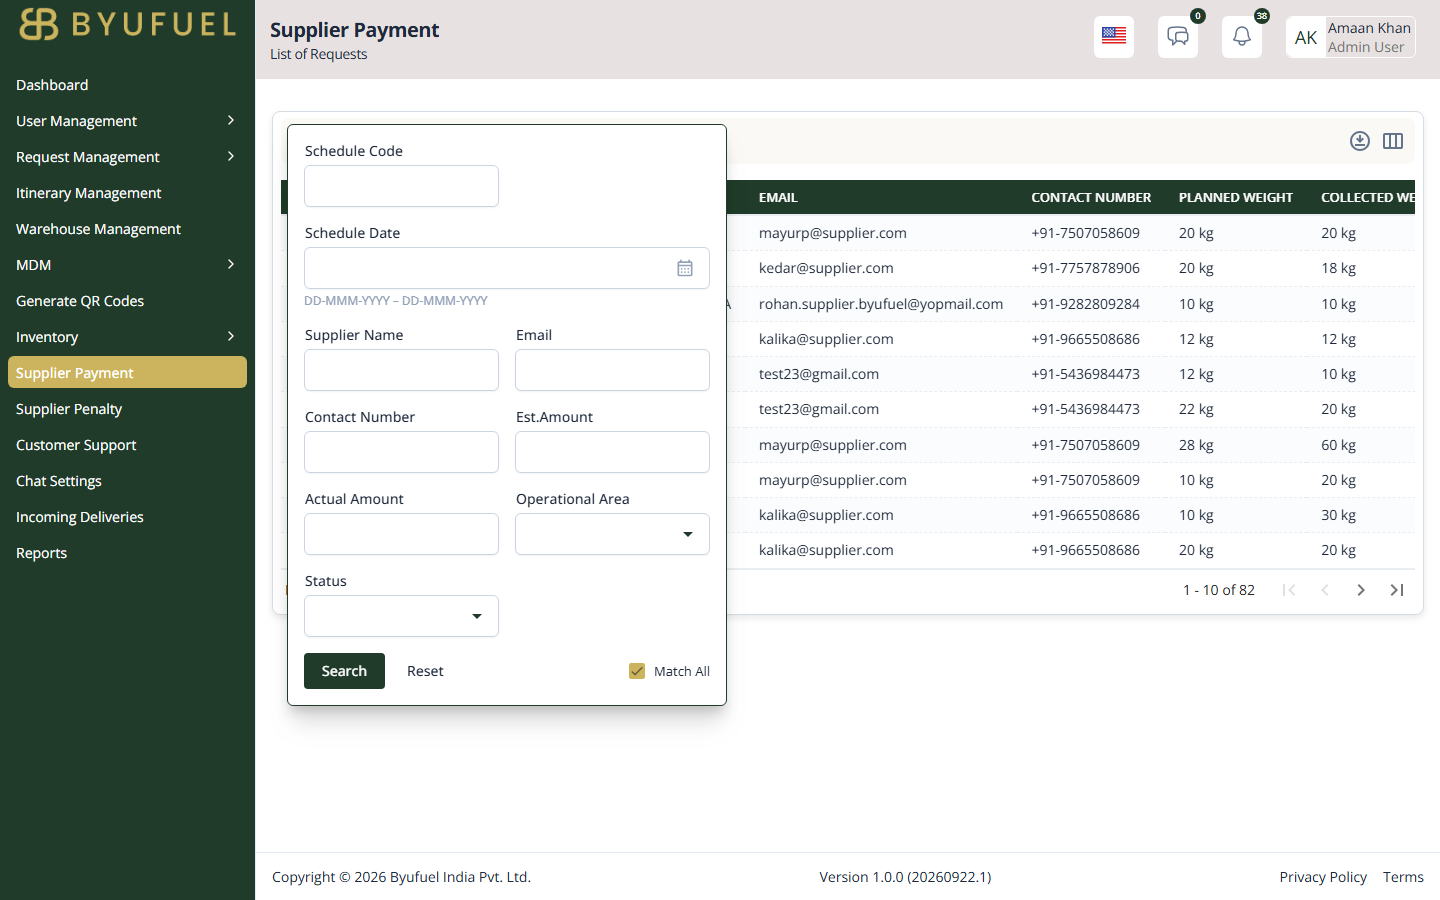 BYUFUEL
Supplier Payment
List of Requests
0
38
AK
Amaan Khan
Admin User
Dashboard
User Management
Request Management
Itinerary Management
Warehouse Management
MDM
Generate QR Codes
Inventory
Supplier Payment
Supplier Penalty
Customer Support
Chat Settings
Incoming Deliveries
Reports
Schedule Code
Schedule Date
DD-MMM-YYYY – DD-MMM-YYYY
Supplier Name
Email
Contact Number
Est.Amount
Actual Amount
Operational Area
Status
Search
Reset
Match All
EMAIL CONTACT NUMBER PLANNED WEIGHT COLLECTED WE
mayurp@supplier.com +91-7507058609 20 kg 20 kg
kedar@supplier.com +91-7757878906 20 kg 18 kg
A rohan.supplier.byufuel@yopmail.com +91-9282809284 10 kg 10 kg
kalika@supplier.com +91-9665508686 12 kg 12 kg
test23@gmail.com +91-5436984473 12 kg 10 kg
test23@gmail.com +91-5436984473 22 kg 20 kg
mayurp@supplier.com +91-7507058609 28 kg 60 kg
mayurp@supplier.com +91-7507058609 10 kg 20 kg
kalika@supplier.com +91-9665508686 10 kg 30 kg
kalika@supplier.com +91-9665508686 20 kg 20 kg
1 - 10 of 82
Copyright © 2026 Byufuel India Pvt. Ltd.
Version 1.0.0 (20260922.1)
Privacy Policy
Terms